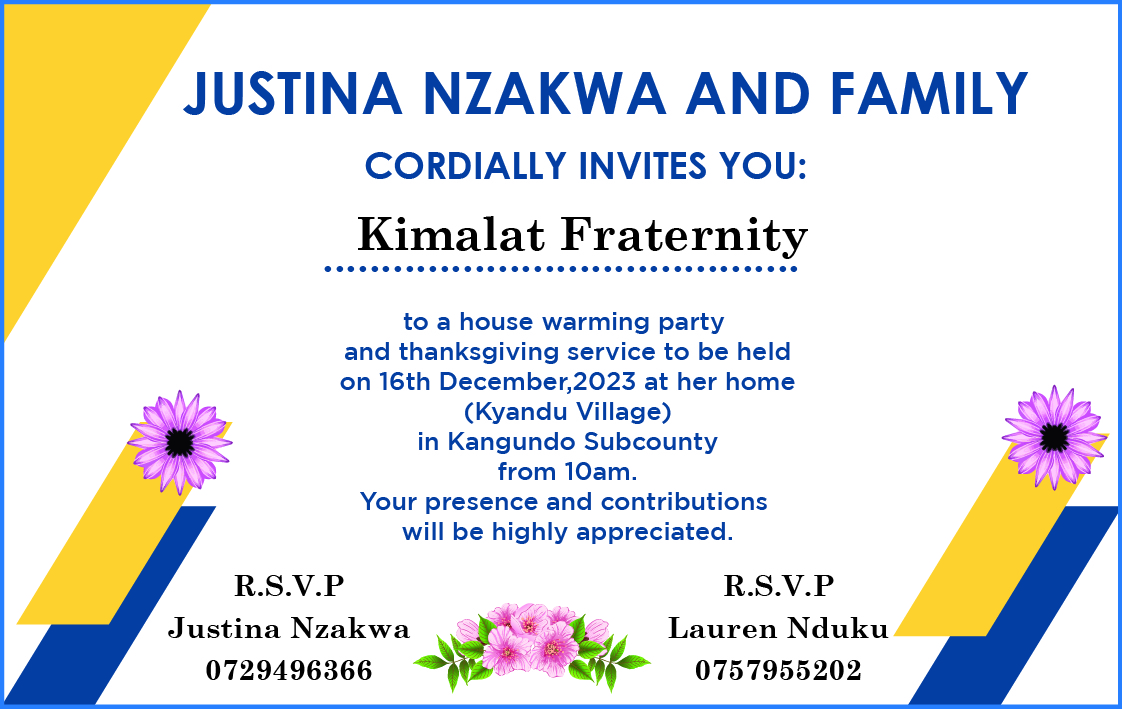 JUSTINA NZAKWA AND FAMILY
CORDIALLY INVITES YOU:
Kimalat Fraternity
to a house warming party
and thanksgiving service to be held
on 16th December,2023 at her home
(Kyandu Village)
in Kangundo Subcounty
from 10am.
Your presence and contributions
will be highly appreciated.
R.S.V.P
Justina Nzakwa
0729496366
R.S.V.P
Lauren Nduku
0757955202